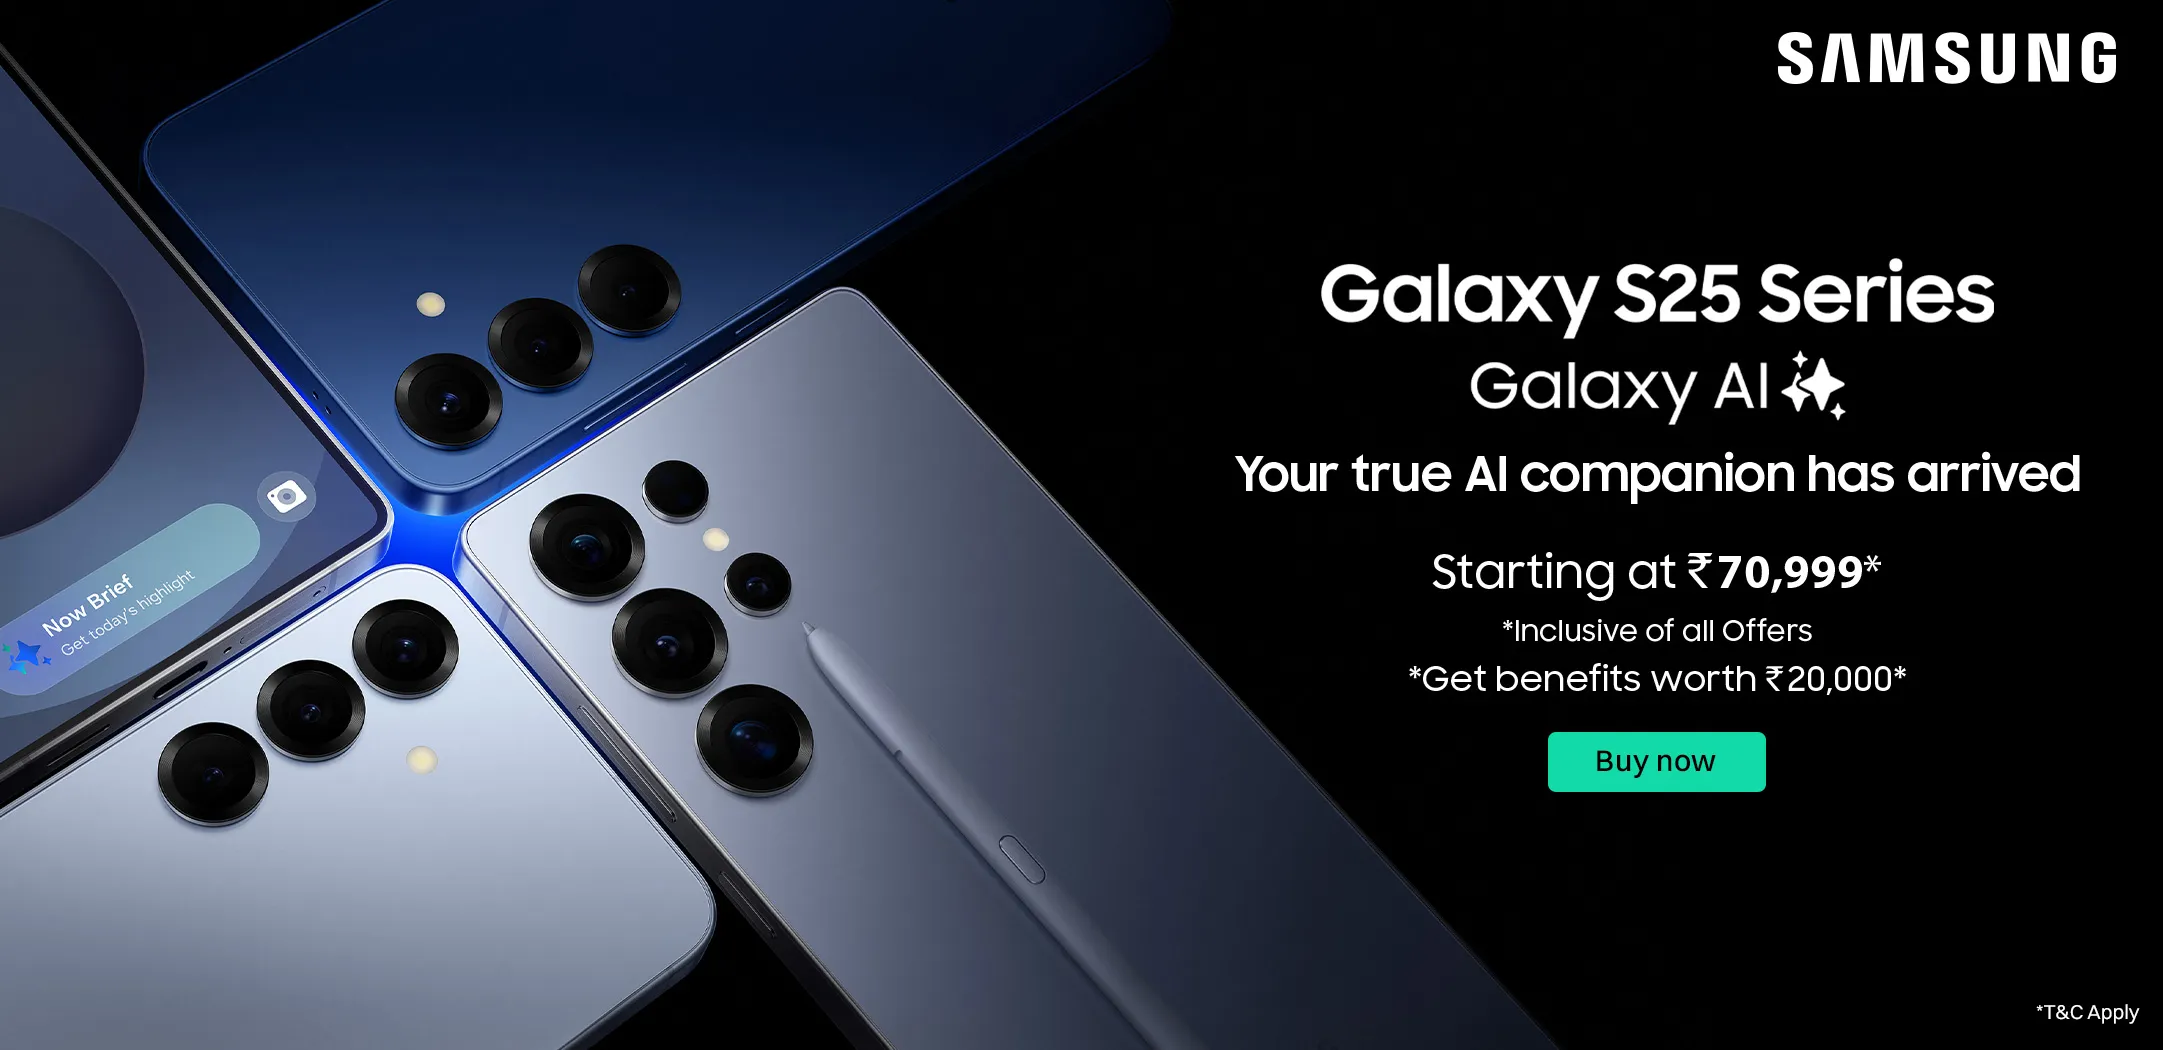 SAMSUNG
Galaxy S25 Series
Galaxy AI
Your true AI companion has arrived
Starting at ₹70,999*
*Inclusive of all Offers
*Get benefits worth ₹20,000*
Buy now
Now Brief
Get today's highlight
*T&C Apply